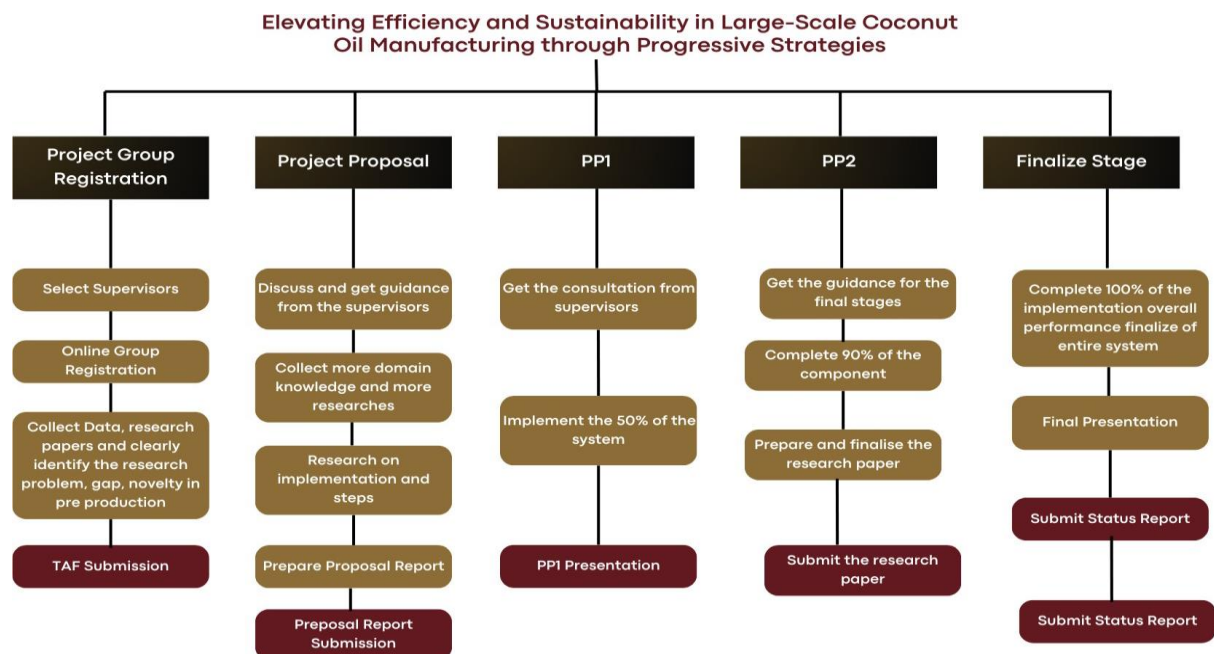 Elevating Efficiency and Sustainability in Large-Scale Coconut
Oil Manufacturing through Progressive Strategies
Project Group
Registration
Select Supervisors
Online Group
Registration
Collect Data, research
papers and clearly
identify the research
problem, gap, novelty in
pre production
TAF Submission
Project Proposal
Discuss and get guidance
from the supervisors
Collect more domain
knowledge and more
researches
Research on
implementation and
steps
Prepare Proposal Report
Preposal Report
Submission
PP1
Get the consultation from
supervisors
Implement the 50% of the
system
PP1 Presentation
PP2
Get the guidance for the
final stages
Complete 90% of the
component
Prepare and finalise the
research paper
Submit the research
paper
Finalize Stage
Complete 100% of the
implementation overall
performance finalize of
entire system
Final Presentation
Submit Status Report
Submit Status Report